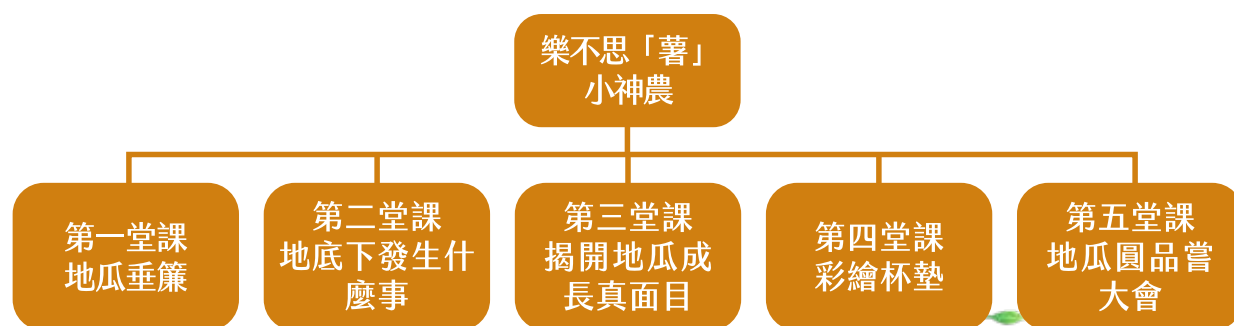 樂不思「薯」
小神農
第一堂課
地瓜垂簾
第二堂課
地底下發生什
麼事
第三堂課
揭開地瓜成
長真面目
第四堂課
彩繪杯墊
第五堂課
地瓜圓品嘗
大會